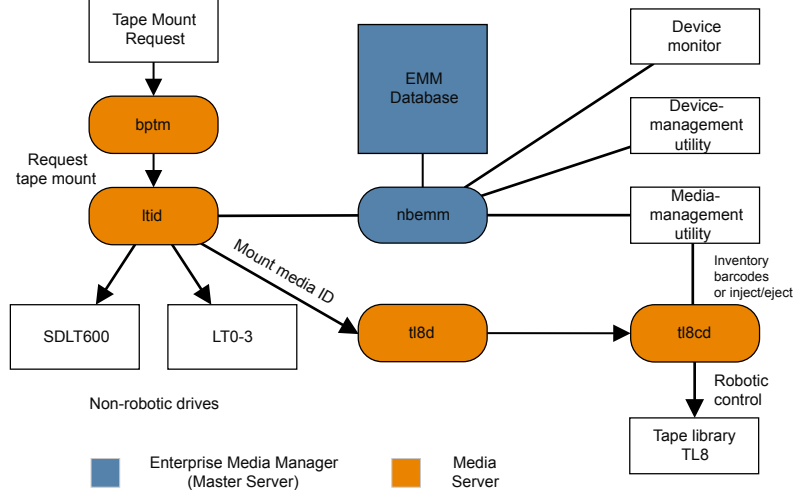 Tape Mount
Request
EMM
Database
Device
monitor
bptm
Device-
management
utility
Request
tape mount
ltid
nbemm
Media-
management
utility
Mount media ID
Inventory
barcodes
or inject/eject
SDLT600
LT0-3
tl8d
tl8cd
Non-robotic drives
Robotic
control
Tape library
TL8
Enterprise Media Manager
(Master Server)
Media
Server